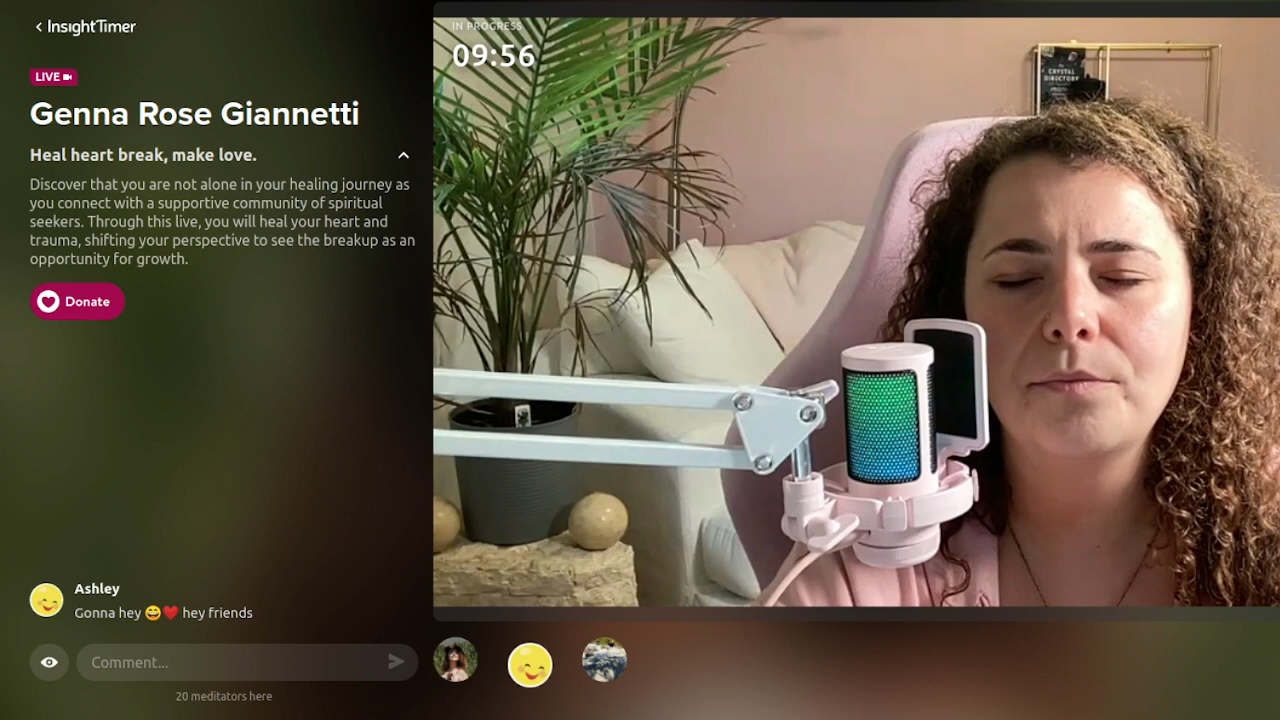 InsightTimer
LIVE
Genna Rose Giannetti
Heal heart break, make love.
Discover that you are not alone in your healing journey as
you connect with a supportive community of spiritual
seekers. Through this live, you will heal your heart and
trauma, shifting your perspective to see the breakup as an
opportunity for growth.
Donate
Ashley
Gonna hey 😄❤️ hey friends
Comment...
20 meditators here
IN PROGRESS
09:56
CRYSTAL
DIRECTORY